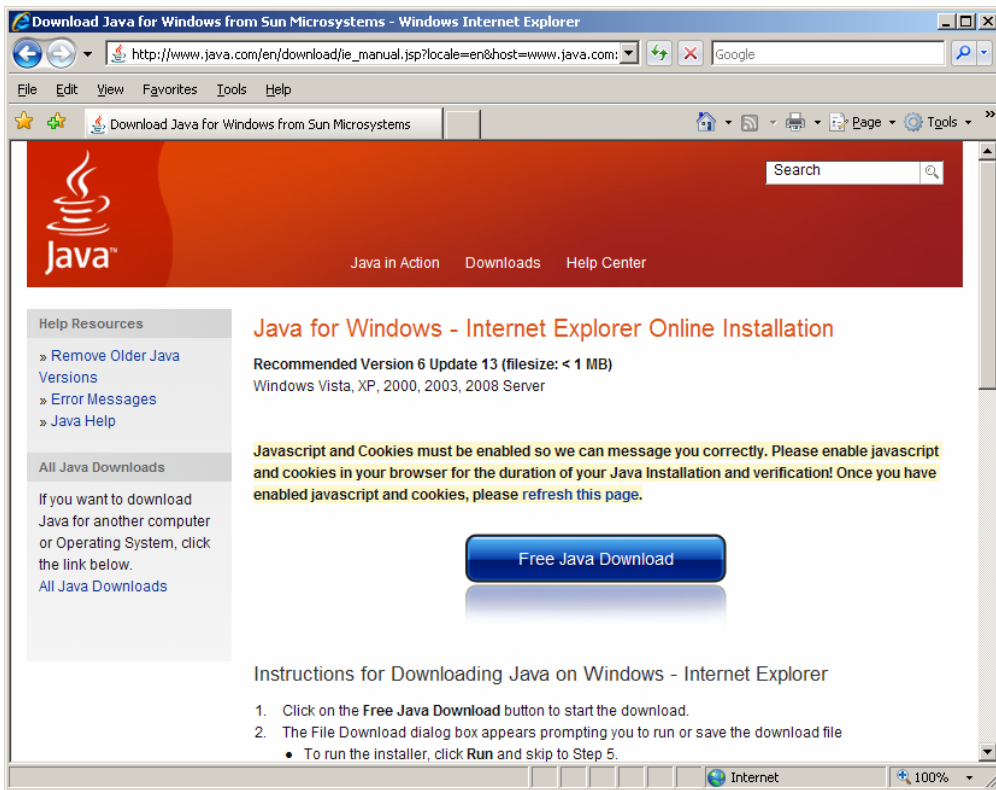 Download Java for Windows from Sun Microsystems - Windows Internet Explorer
http://www.java.com/en/download/ie_manual.jsp?locale=en&host=www.java.com:
Google
File Edit View Favorites Tools Help
Download Java for Windows from Sun Microsystems
Page Tools »
Search
Java™
Java in Action Downloads Help Center
Help Resources
» Remove Older Java
Versions
» Error Messages
» Java Help
All Java Downloads
If you want to download
Java for another computer
or Operating System, click
the link below.
All Java Downloads
Java for Windows - Internet Explorer Online Installation
Recommended Version 6 Update 13 (filesize: < 1 MB)
Windows Vista, XP, 2000, 2003, 2008 Server
Javascript and Cookies must be enabled so we can message you correctly. Please enable javascript
and cookies in your browser for the duration of your Java Installation and verification! Once you have
enabled javascript and cookies, please refresh this page.
Free Java Download
Instructions for Downloading Java on Windows - Internet Explorer
1. Click on the Free Java Download button to start the download.
2. The File Download dialog box appears prompting you to run or save the download file
• To run the installer, click Run and skip to Step 5.
Internet 100%